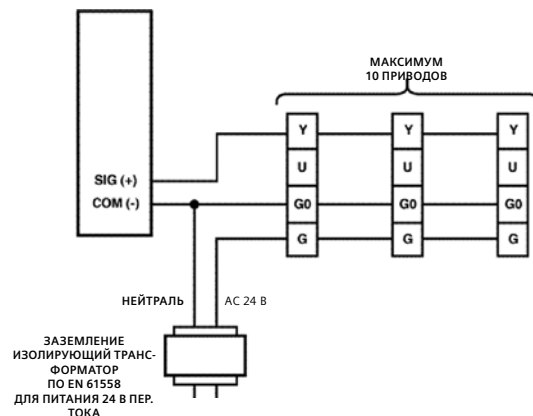 МАКСИМУМ
10 ПРИВОДОВ
Y Y Y
U U U
SIG (+)
COM (-)
G0 G0 G0
G G G
НЕЙТРАЛЬ
AC 24 В
ЗАЗЕМЛЕНИЕ
ИЗОЛИРУЮЩИЙ ТРАНС-
ФОРМАТОР
ПО EN 61558
ДЛЯ ПИТАНИЯ 24 В ПЕР.
ТОКА